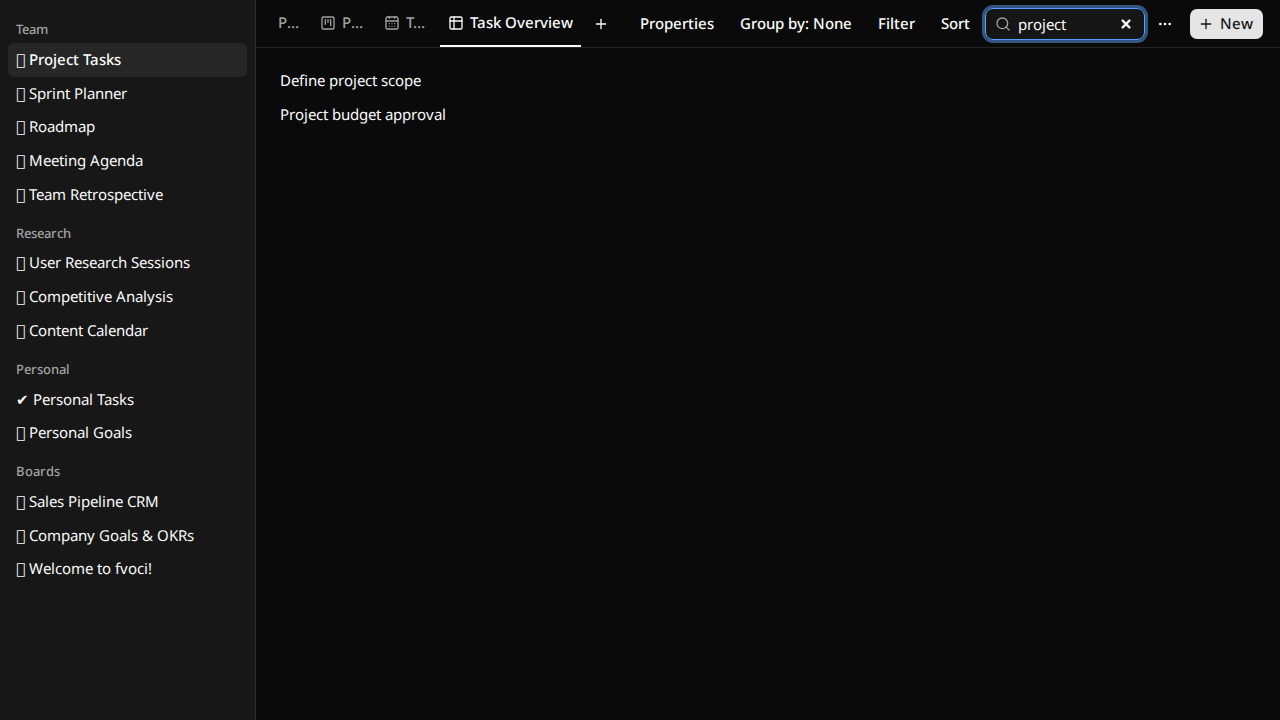 Team
Project Tasks
Sprint Planner
Roadmap
Meeting Agenda
Team Retrospective
Research
User Research Sessions
Competitive Analysis
Content Calendar
Personal
✔ Personal Tasks
Personal Goals
Boards
Sales Pipeline CRM
Company Goals & OKRs
Welcome to fvoci!
P... P... T... Task Overview Properties Group by: None Filter Sort project New
Define project scope
Project budget approval